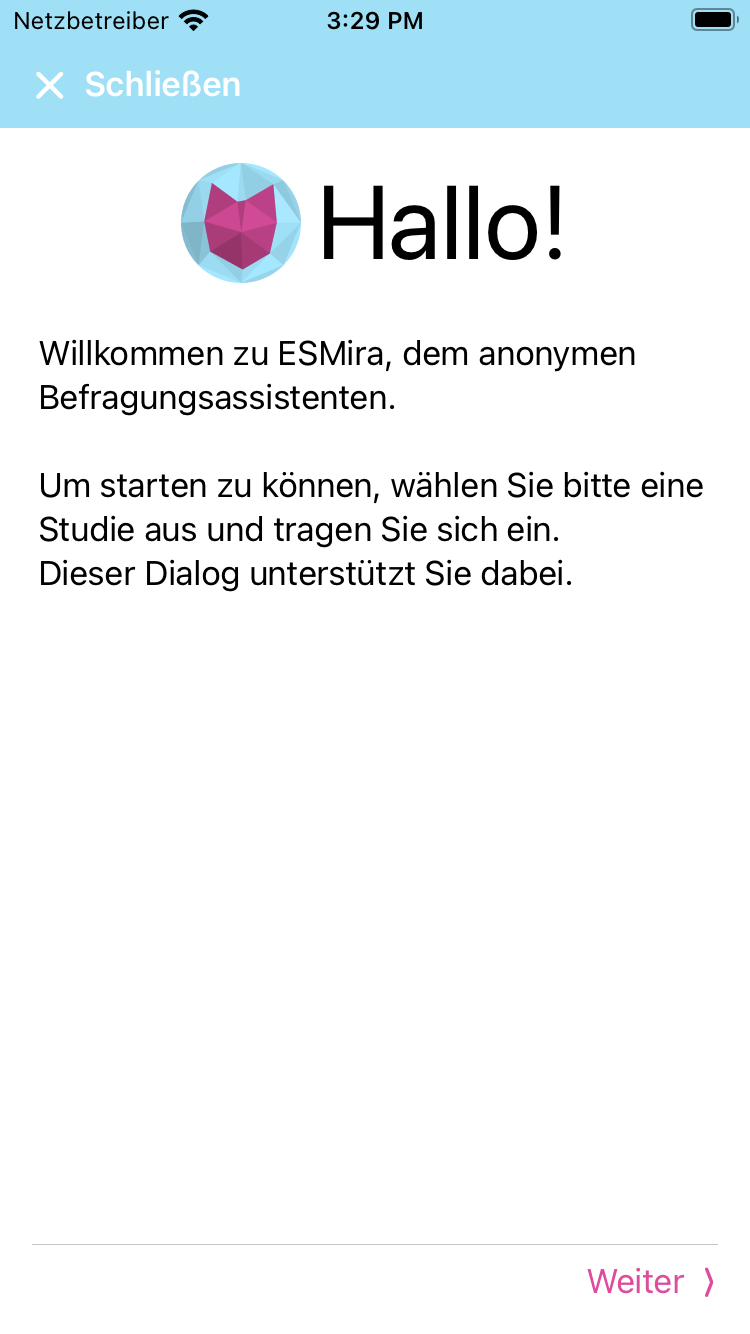 Netzbetreiber 3:29 PM
Schließen
Hallo!
Willkommen zu ESMira, dem anonymen
Befragungsassistenten.
Um starten zu können, wählen Sie bitte eine
Studie aus und tragen Sie sich ein.
Dieser Dialog unterstützt Sie dabei.
Weiter